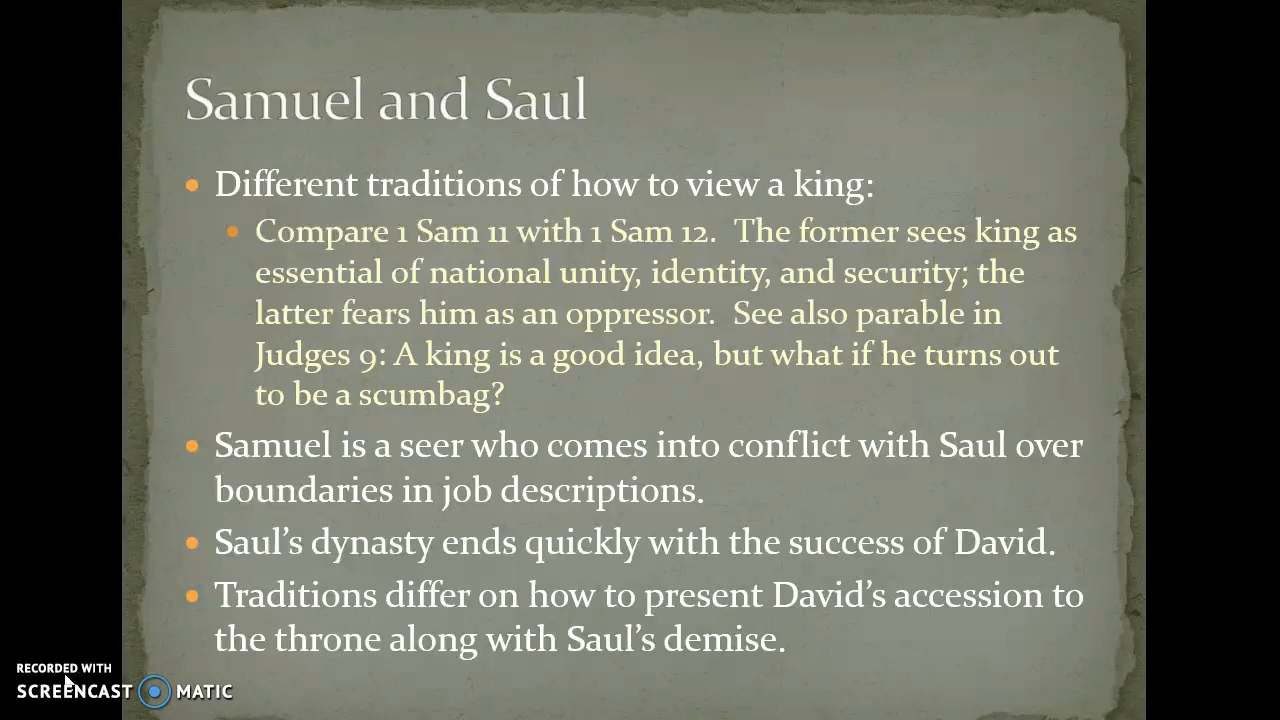 Samuel and Saul
• Different traditions of how to view a king:
• Compare 1 Sam 11 with 1 Sam 12.  The former sees king as
essential of national unity, identity, and security; the
latter fears him as an oppressor.  See also parable in
Judges 9: A king is a good idea, but what if he turns out
to be a scumbag?
• Samuel is a seer who comes into conflict with Saul over
boundaries in job descriptions.
• Saul’s dynasty ends quickly with the success of David.
• Traditions differ on how to present David’s accession to
the throne along with Saul’s demise.
RECORDED WITH
SCREENCAST MATIC